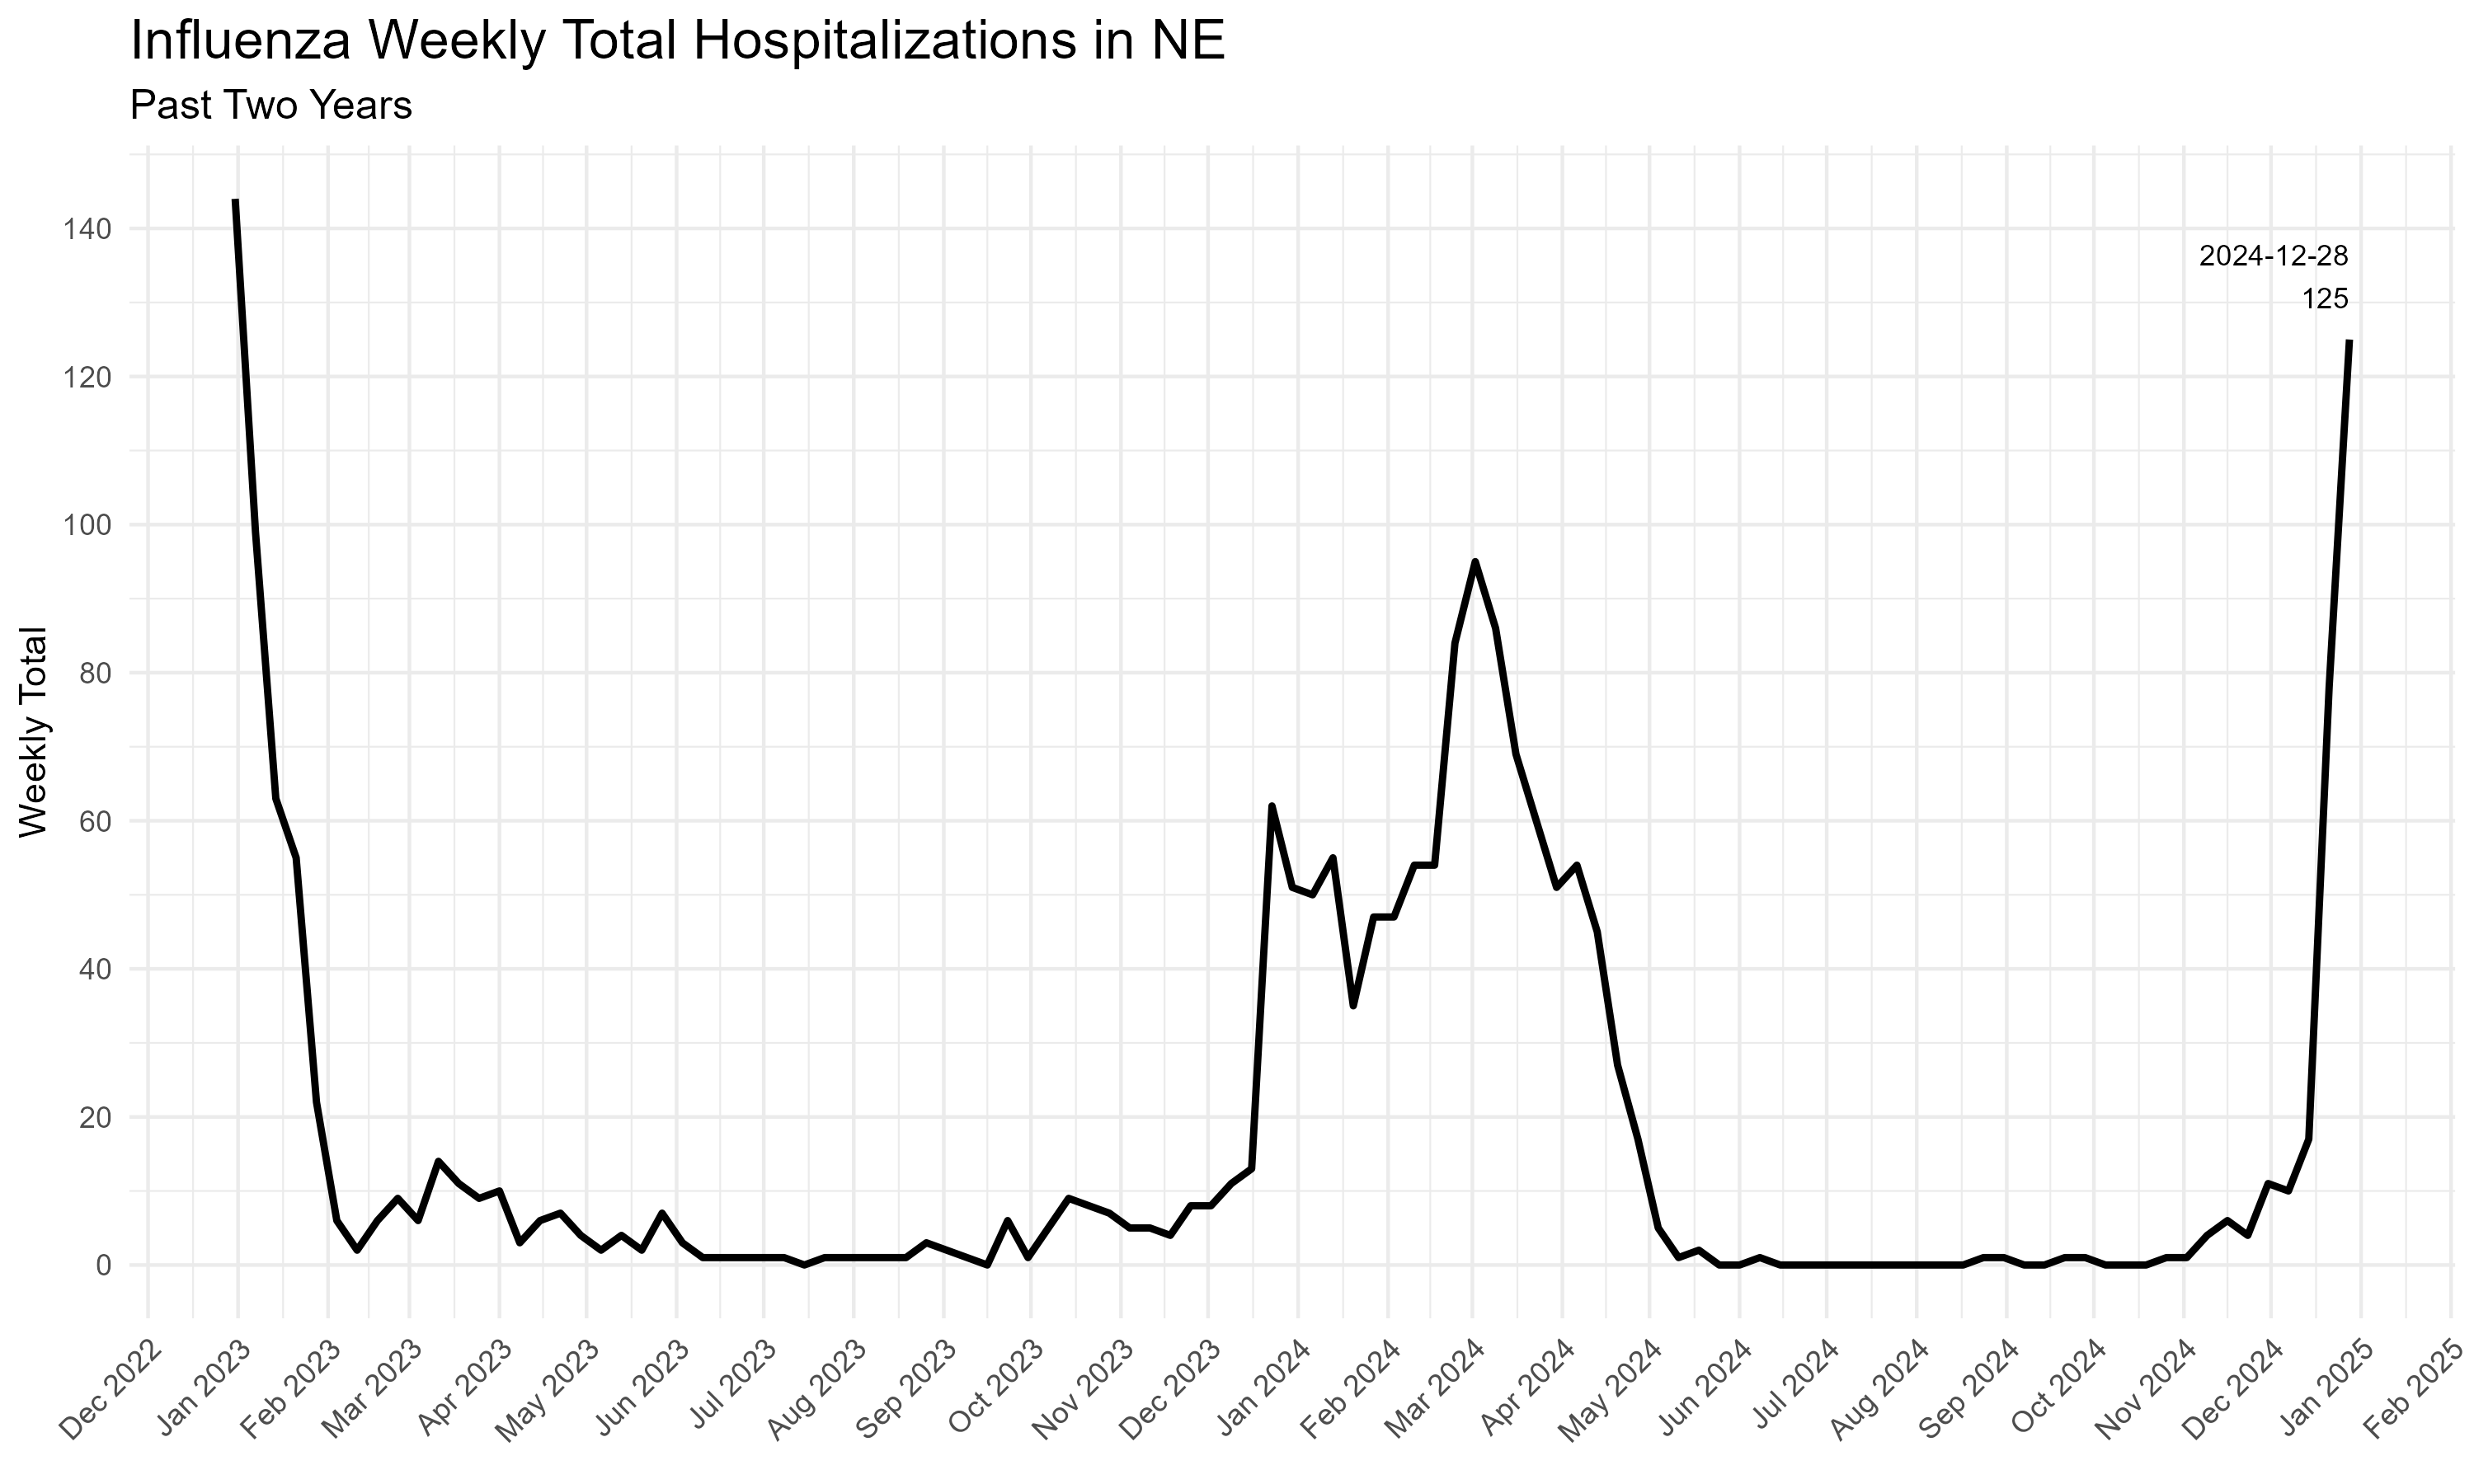 Influenza Weekly Total Hospitalizations in NE
Past Two Years
2024-12-28
125
Weekly Total
140
120
100
80
60
40
20
0
Dec 2022
Jan 2023
Feb 2023
Mar 2023
Apr 2023
May 2023
Jun 2023
Jul 2023
Aug 2023
Sep 2023
Oct 2023
Nov 2023
Dec 2023
Jan 2024
Feb 2024
Mar 2024
Apr 2024
May 2024
Jun 2024
Jul 2024
Aug 2024
Sep 2024
Oct 2024
Nov 2024
Dec 2024
Jan 2025
Feb 2025